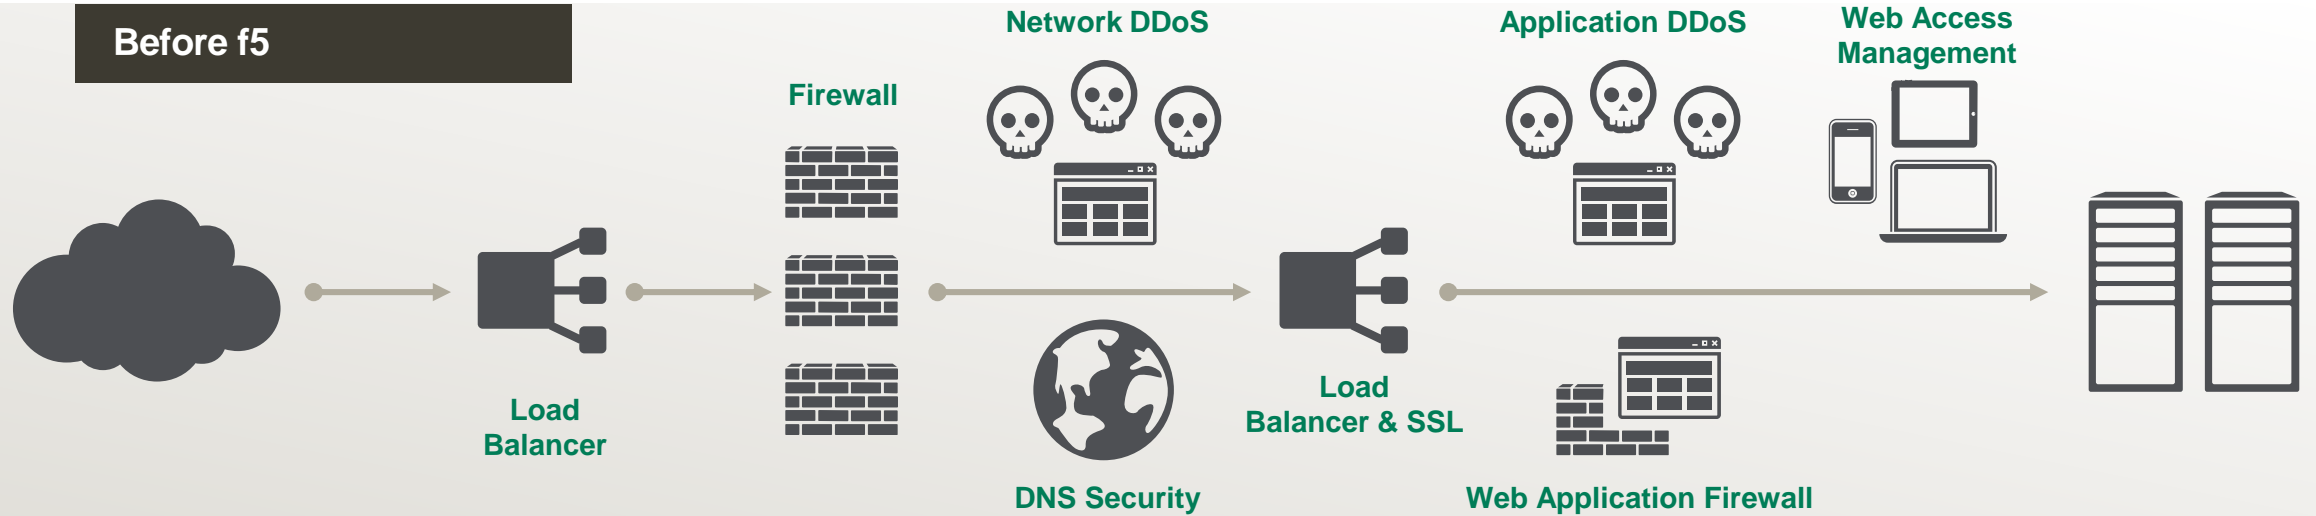 Before f5
Network DDoS
Application DDoS
Web Access
Management
Firewall
Load
Balancer
Load
Balancer & SSL
DNS Security
Web Application Firewall